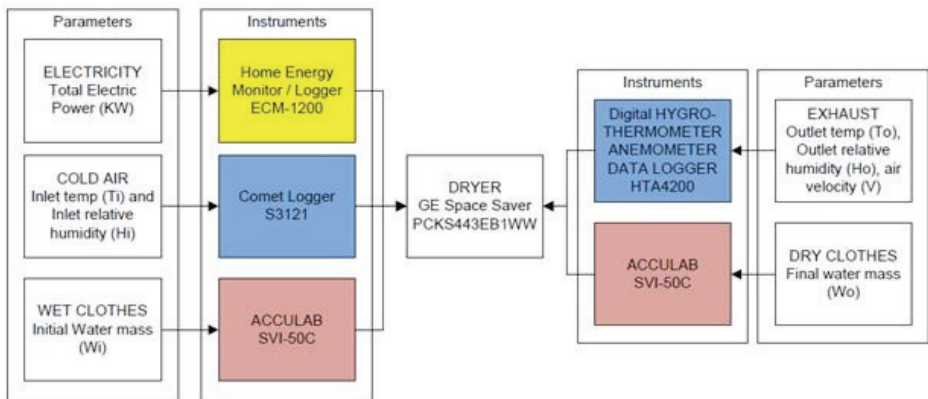 Parameters
Instruments
ELECTRICITY
Total Electric
Power (KW)
Home Energy
Monitor / Logger
ECM-1200
COLD AIR
Inlet temp (Ti) and
Inlet relative
humidity (Hi)
Comet Logger
S3121
WET CLOTHES
Initial Water mass
(Wi)
ACCULAB
SVI-50C
DRYER
GE Space Saver
PCKS443EB1WW
Instruments
Parameters
Digital HYGRO-
THERMOMETER
ANEMOMETER
DATA LOGGER
HTA4200
EXHAUST
Outlet temp (To),
Outlet relative
humidity (Ho), air
velocity (V)
ACCULAB
SVI-50C
DRY CLOTHES
Final water mass
(Wo)